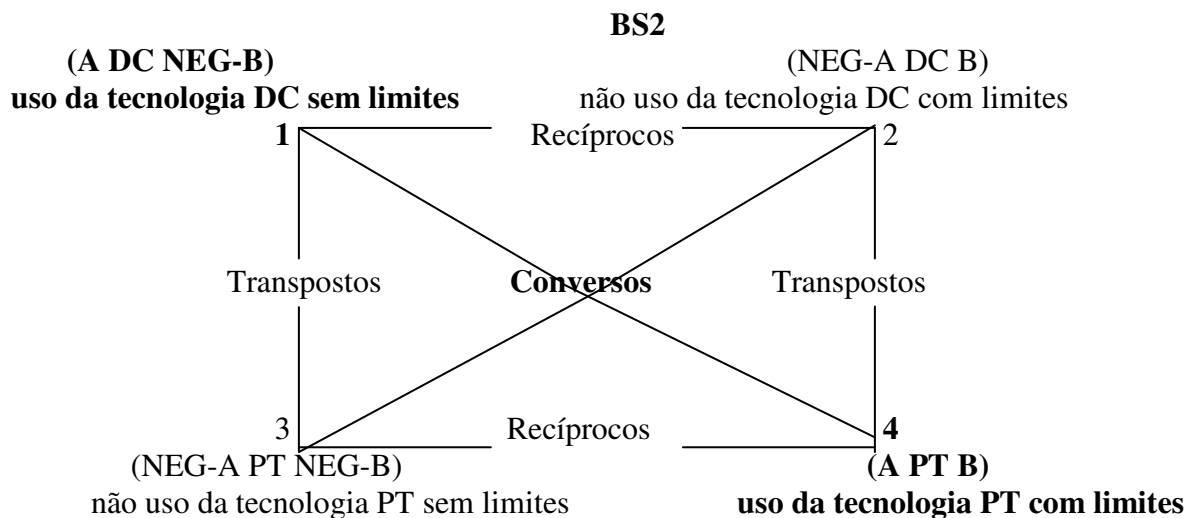 BS2
(A DC NEG-B) (NEG-A DC B)
uso da tecnologia DC sem limites não uso da tecnologia DC com limites
1 Recíprocos 2
Transpostos Conversos Transpostos
3 Recíprocos 4
(NEG-A PT NEG-B) (A PT B)
não uso da tecnologia PT sem limites uso da tecnologia PT com limites